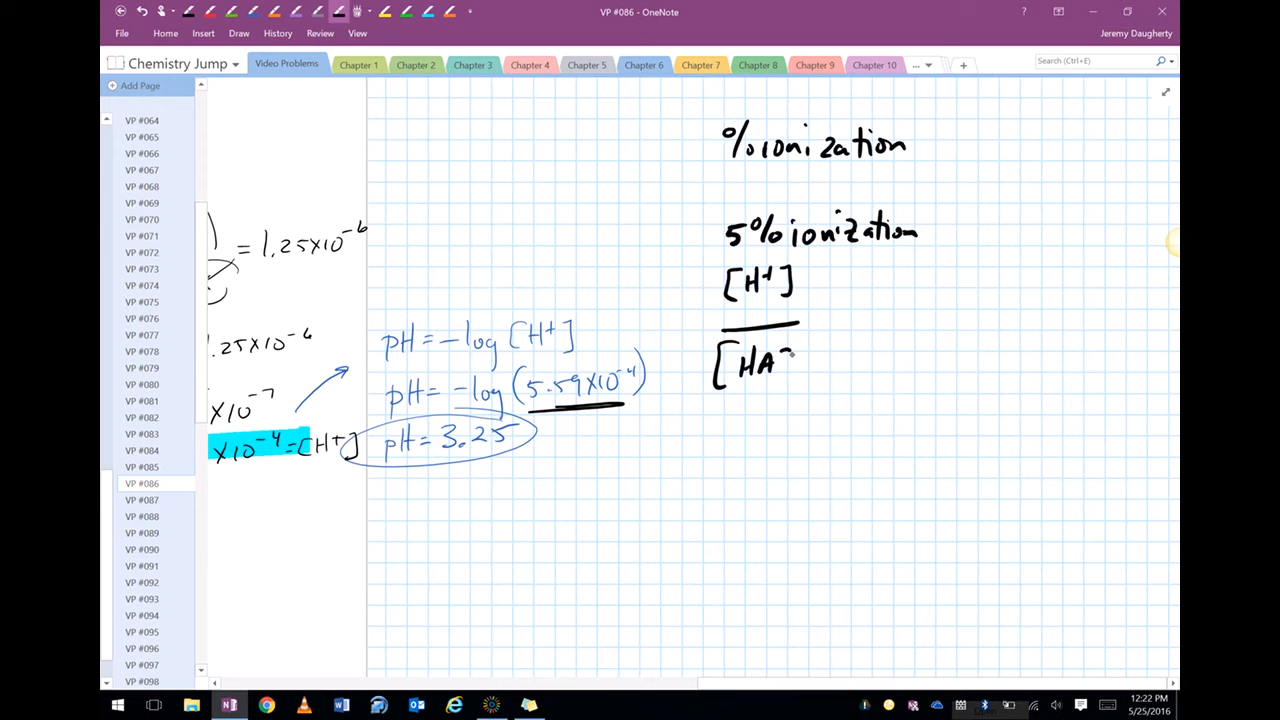 VP #086 - OneNote
?
File
Home
Insert
Draw
History
Review
View
Jeremy Daugherty
Chemistry Jump
Video Problems
Chapter 1
Chapter 2
Chapter 3
Chapter 4
Chapter 5
Chapter 6
Chapter 7
Chapter 8
Chapter 9
Chapter 10
...
+
Search (Ctrl+E)
Add Page
VP #064
VP #065
VP #066
VP #067
VP #068
VP #069
VP #070
VP #071
VP #072
VP #073
VP #074
VP #075
VP #076
VP #077
VP #078
VP #079
VP #080
VP #081
VP #082
VP #083
VP #084
VP #085
VP #086
VP #087
VP #088
VP #089
VP #090
VP #091
VP #092
VP #093
VP #094
VP #095
VP #096
VP #097
VP #098
= 1.25x10⁻⁶
.25x10⁻⁶
x10⁻⁷
x10⁻⁴ = [H+]
pH = -log [H+]
pH = -log (5.59x10⁻⁴)
pH = 3.25
% ionization
5% ionization
[H+]
[HA
12:22 PM
5/25/2016